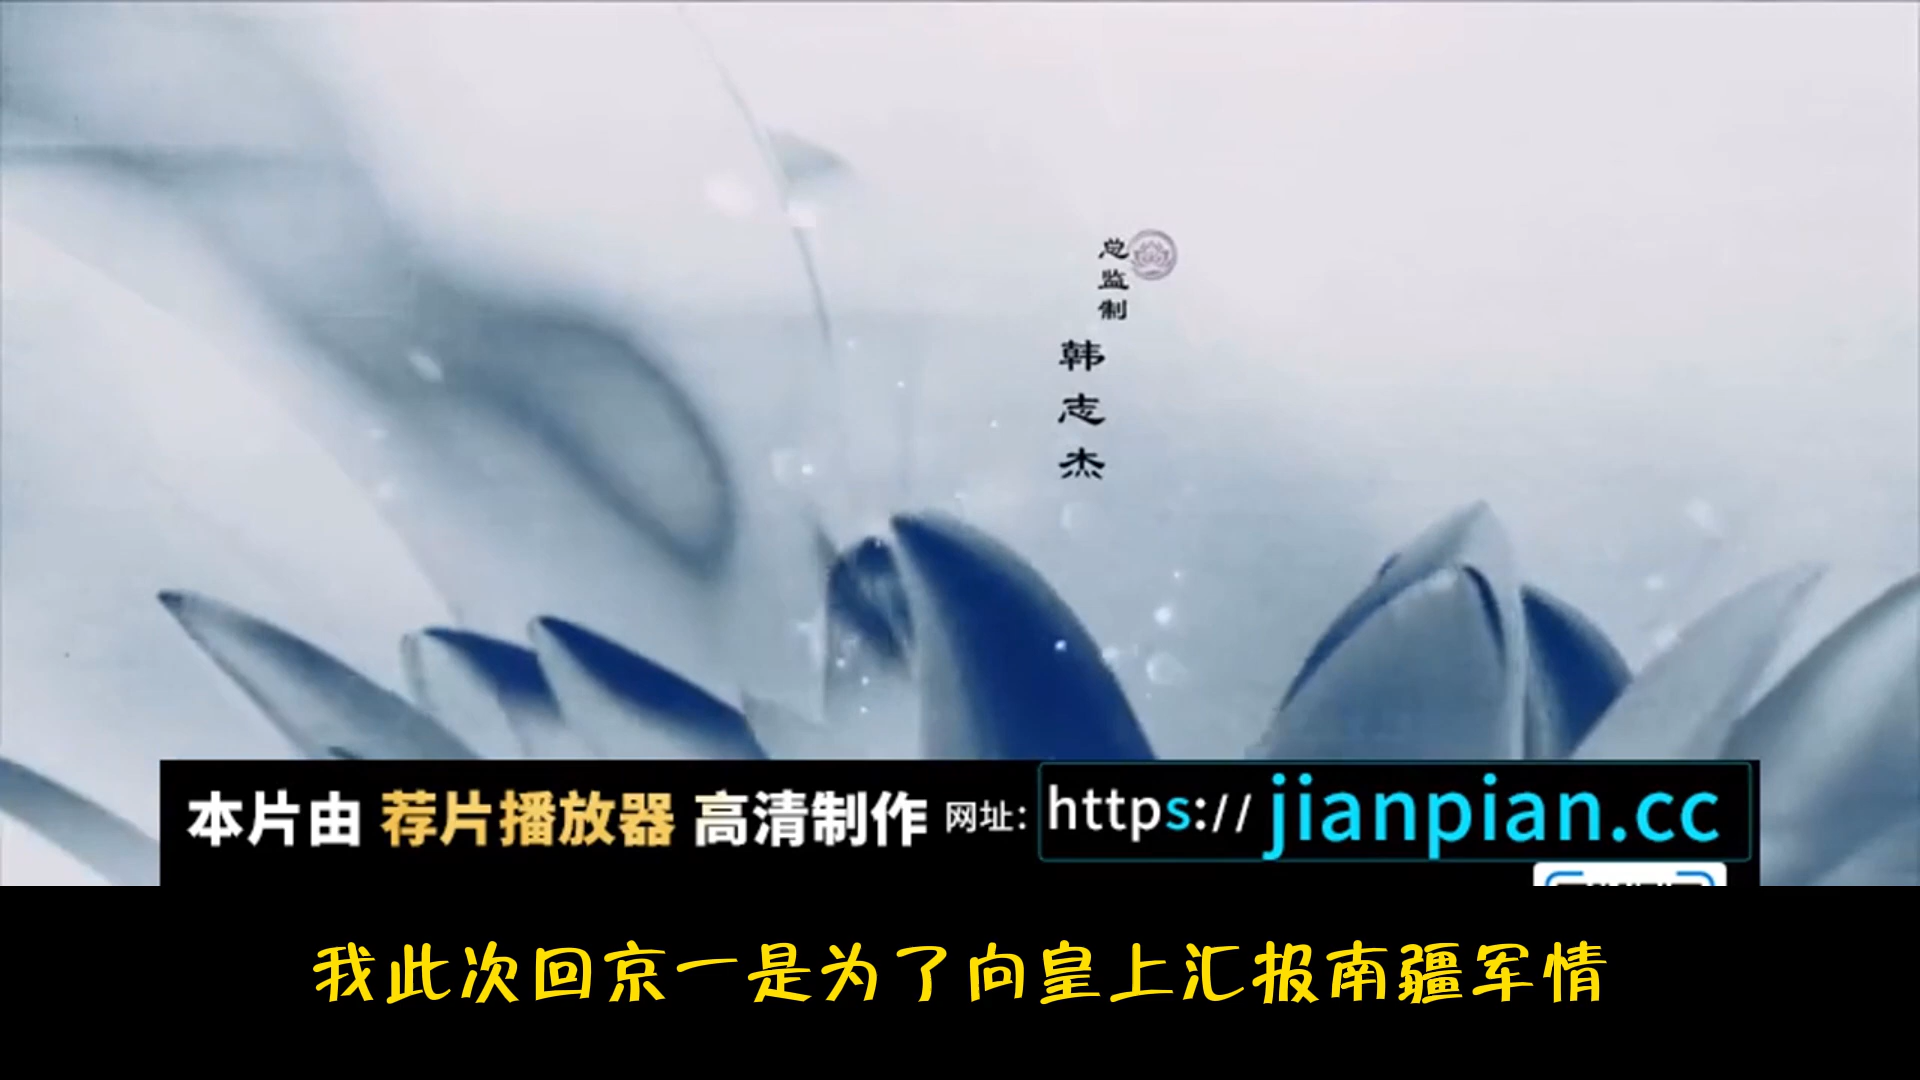 总监制
韩志杰
本片由 荐片播放器 高清制作 网址: https://jianpian.cc
我此次回京一是为了向皇上汇报南疆军情